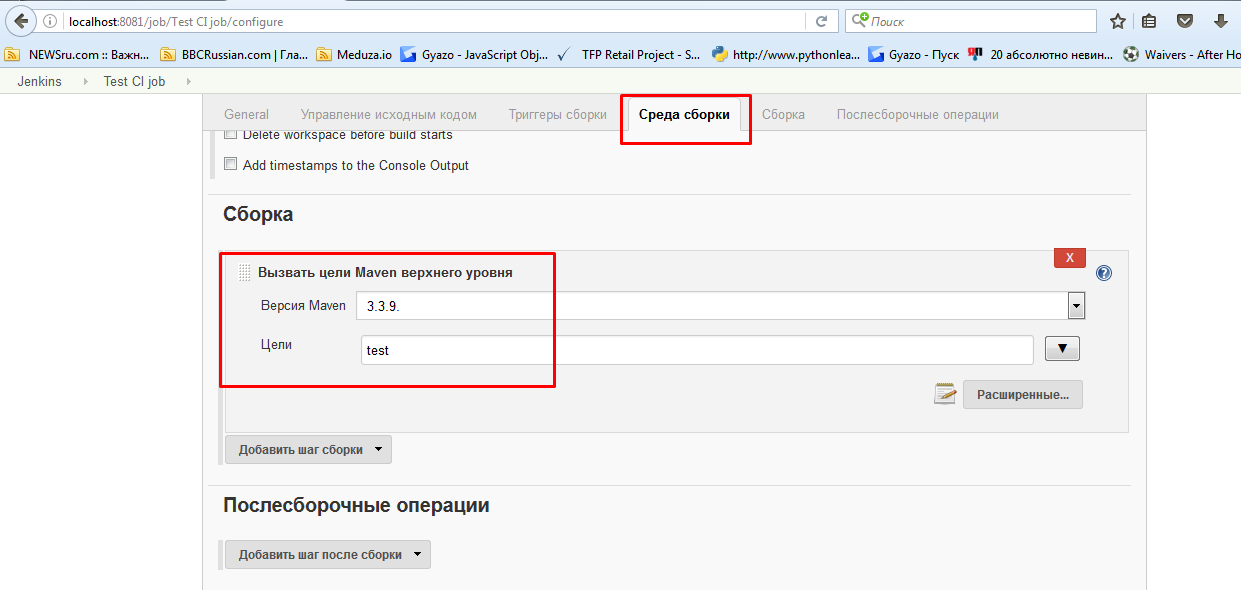 localhost:8081/job/Test CI job/configure
Поиск
NEWSru.com :: Важн... BBCRussian.com | Гла... Meduza.io Gyazo - JavaScript Obj... TFP Retail Project - S... http://www.pythonlea... Gyazo - Пуск 20 абсолютно невин... Waivers - After Ho
Jenkins Test CI job
General Управление исходным кодом Триггеры сборки Среда сборки Сборка Послесборочные операции
Delete workspace before build starts
Add timestamps to the Console Output
Сборка
Вызвать цели Maven верхнего уровня
X
?
Версия Maven 3.3.9.
Цели test
Расширенные...
Добавить шаг сборки
Послесборочные операции
Добавить шаг после сборки